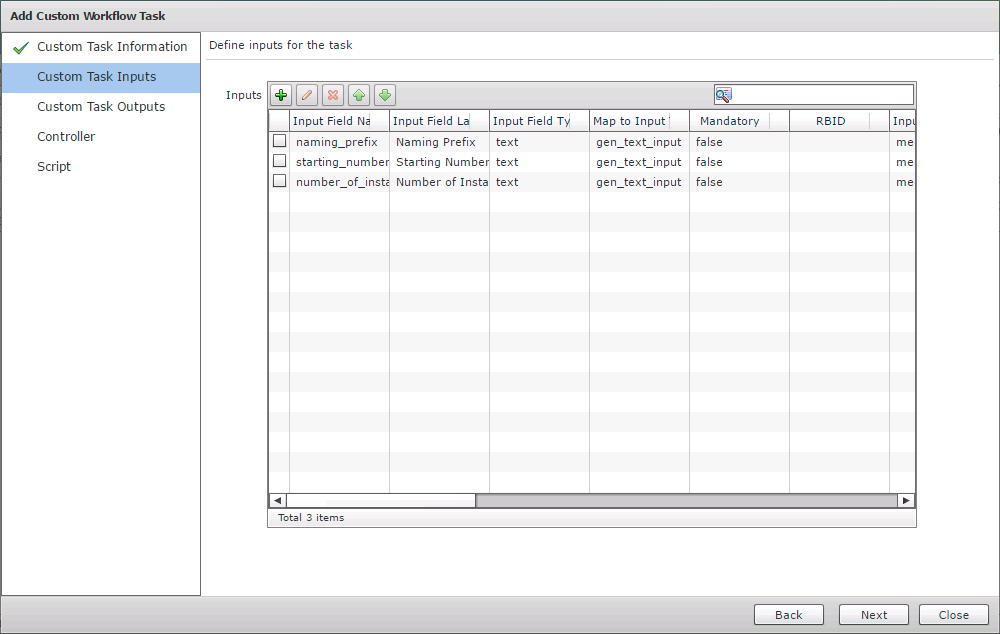 Add Custom Workflow Task
Custom Task Information
Custom Task Inputs
Custom Task Outputs
Controller
Script
Define inputs for the task
Inputs
Input Field Na Input Field La Input Field Ty Map to Input Mandatory RBID Inpu
naming_prefix Naming Prefix text gen_text_input false me
starting_number Starting Number text gen_text_input false me
number_of_insta Number of Insta text gen_text_input false me
Total 3 items
Back Next Close